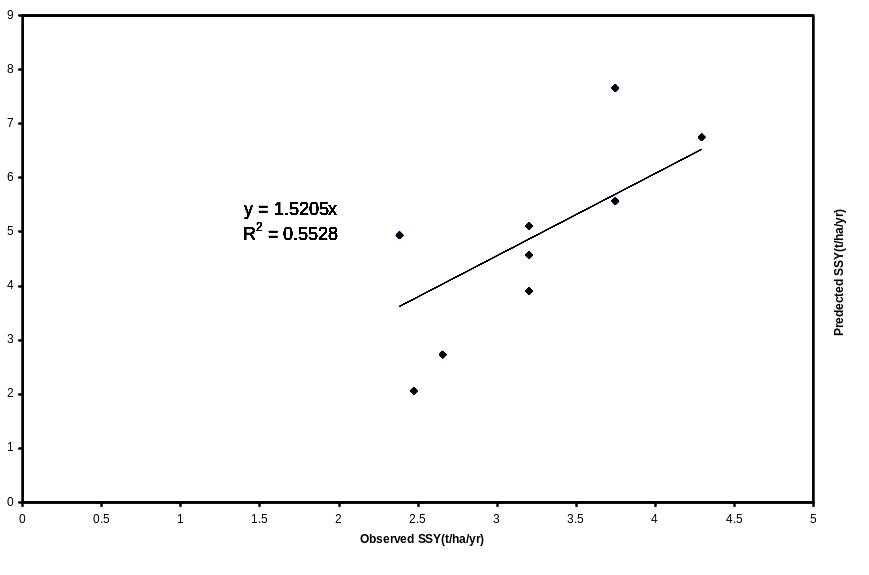 9
8
7
6
5
4
3
2
1
0
y = 1.5205x
R² = 0.5528
0 0.5 1 1.5 2 2.5 3 3.5 4 4.5 5
Observed SSY(t/ha/yr)
Predected SSY(t/ha/yr)